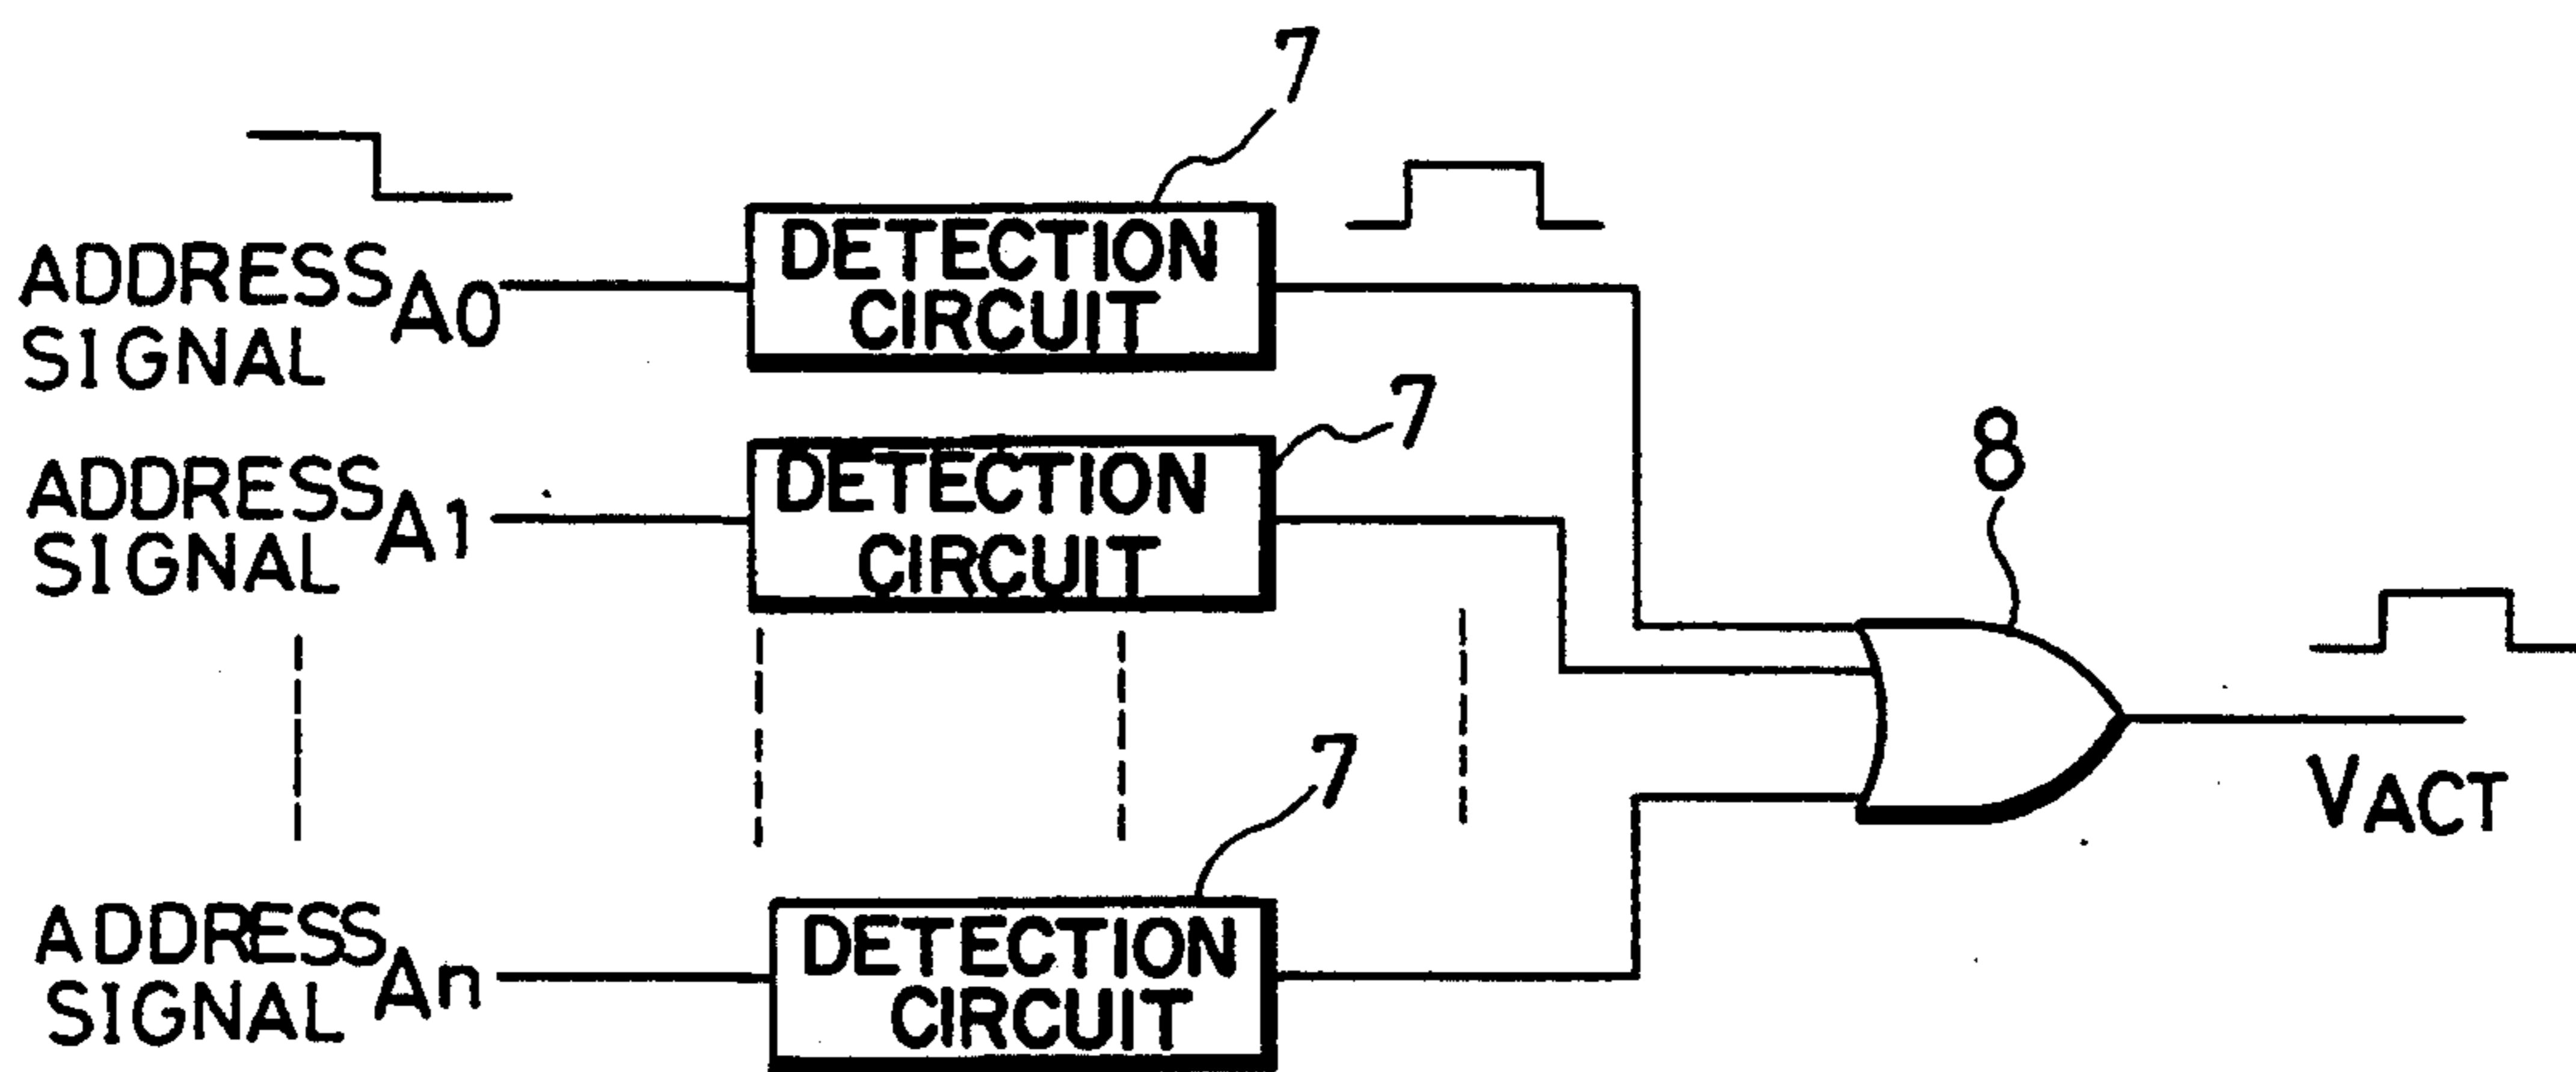 7
ADDRESS
SIGNAL A0
DETECTION
CIRCUIT
7
ADDRESS
SIGNAL A1
DETECTION
CIRCUIT
8
VACT
7
ADDRESS
SIGNAL An
DETECTION
CIRCUIT